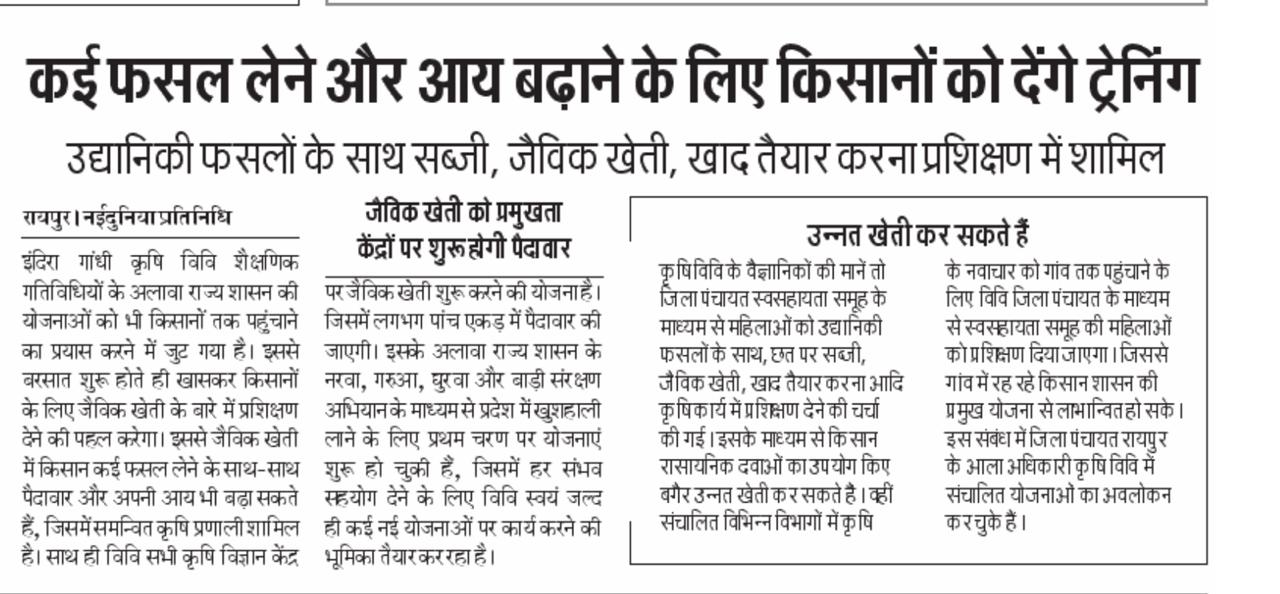 कई फसल लेने और आय बढ़ाने के लिए किसानों को देंगे ट्रेनिंग
उद्यानिकी फसलों के साथ सब्जी, जैविक खेती, खाद तैयार करना प्रशिक्षण में शामिल
रायपुर। नईदुनिया प्रतिनिधि
इंदिरा गांधी कृषि विवि शैक्षणिक
गतिविधियों के अलावा राज्य शासन की
योजनाओं को भी किसानों तक पहुंचाने
का प्रयास करने में जुट गया है। इससे
बरसात शुरू होते ही खासकर किसानों
के लिए जैविक खेती के बारे में प्रशिक्षण
देने की पहल करेगा। इससे जैविक खेती
में किसान कई फसल लेने के साथ-साथ
पैदावार और अपनी आय भी बढ़ा सकते
हैं, जिसमें समन्वित कृषि प्रणाली शामिल
है। साथ ही विवि सभी कृषि विज्ञान केंद्र
जैविक खेती को प्रमुखता
केंद्रों पर शुरू होगी पैदावार
पर जैविक खेती शुरू करने की योजना है।
जिसमें लगभग पांच एकड़ में पैदावार की
जाएगी। इसके अलावा राज्य शासन के
नरवा, गरुआ, घुरवा और बाड़ी संरक्षण
अभियान के माध्यम से प्रदेश में खुशहाली
लाने के लिए प्रथम चरण पर योजनाएं
शुरू हो चुकी हैं, जिसमें हर संभव
सहयोग देने के लिए विवि स्वयं जल्द
ही कई नई योजनाओं पर कार्य करने की
भूमिका तैयार कर रहा है।
उन्नत खेती कर सकते हैं
कृषि विवि के वैज्ञानिकों की मानें तो
जिला पंचायत स्वसहायता समूह के
माध्यम से महिलाओं को उद्यानिकी
फसलों के साथ, छत पर सब्जी,
जैविक खेती, खाद तैयार करना आदि
कृषि कार्य में प्रशिक्षण देने की चर्चा
की गई। इसके माध्यम से किसान
रासायनिक दवाओं का उपयोग किए
बगैर उन्नत खेती कर सकते है। वहीं
संचालित विभिन्न विभागों में कृषि
के नवाचार को गांव तक पहुंचाने के
लिए विवि जिला पंचायत के माध्यम
से स्वसहायता समूह की महिलाओं
को प्रशिक्षण दिया जाएगा। जिससे
गांव में रह रहे किसान शासन की
प्रमुख योजना से लाभान्वित हो सके।
इस संबंध में जिला पंचायत रायपुर
के आला अधिकारी कृषि विवि में
संचालित योजनाओं का अवलोकन
कर चुके हैं।